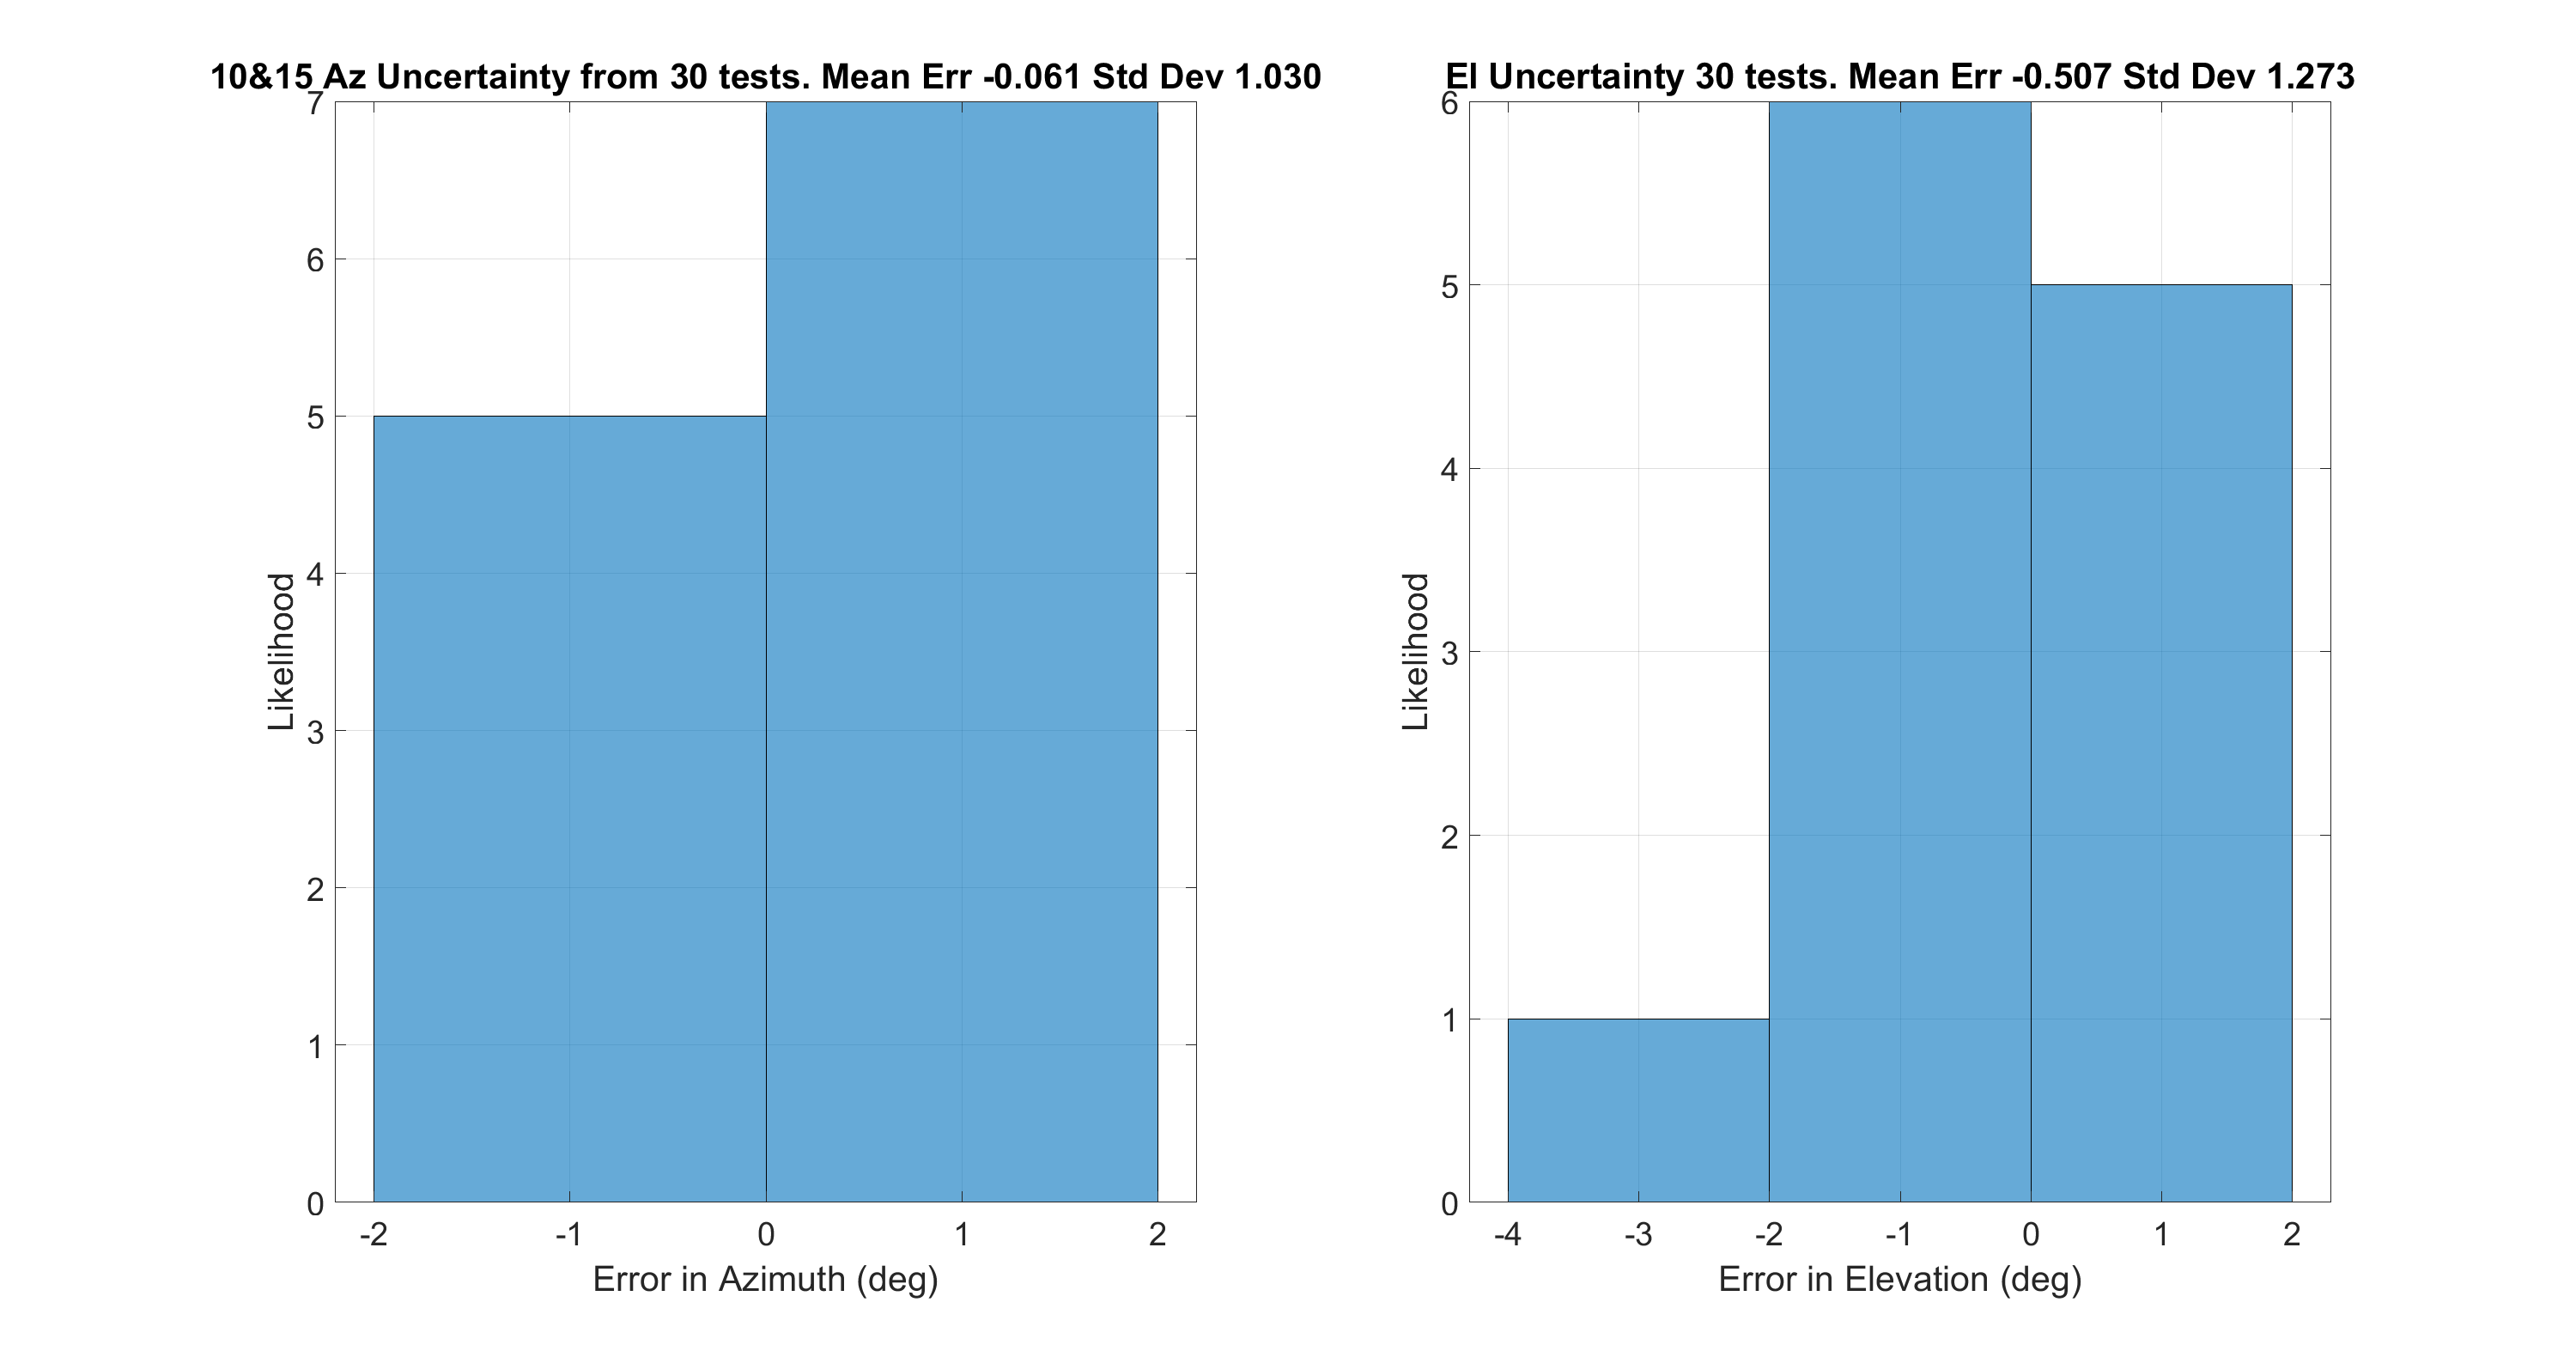 10&15 Az Uncertainty from 30 tests. Mean Err -0.061 Std Dev 1.030
7
6
5
4
3
2
1
0
Likelihood
-2 -1 0 1 2
Error in Azimuth (deg)
El Uncertainty 30 tests. Mean Err -0.507 Std Dev 1.273
6
5
4
3
2
1
0
Likelihood
-4 -3 -2 -1 0 1 2
Error in Elevation (deg)